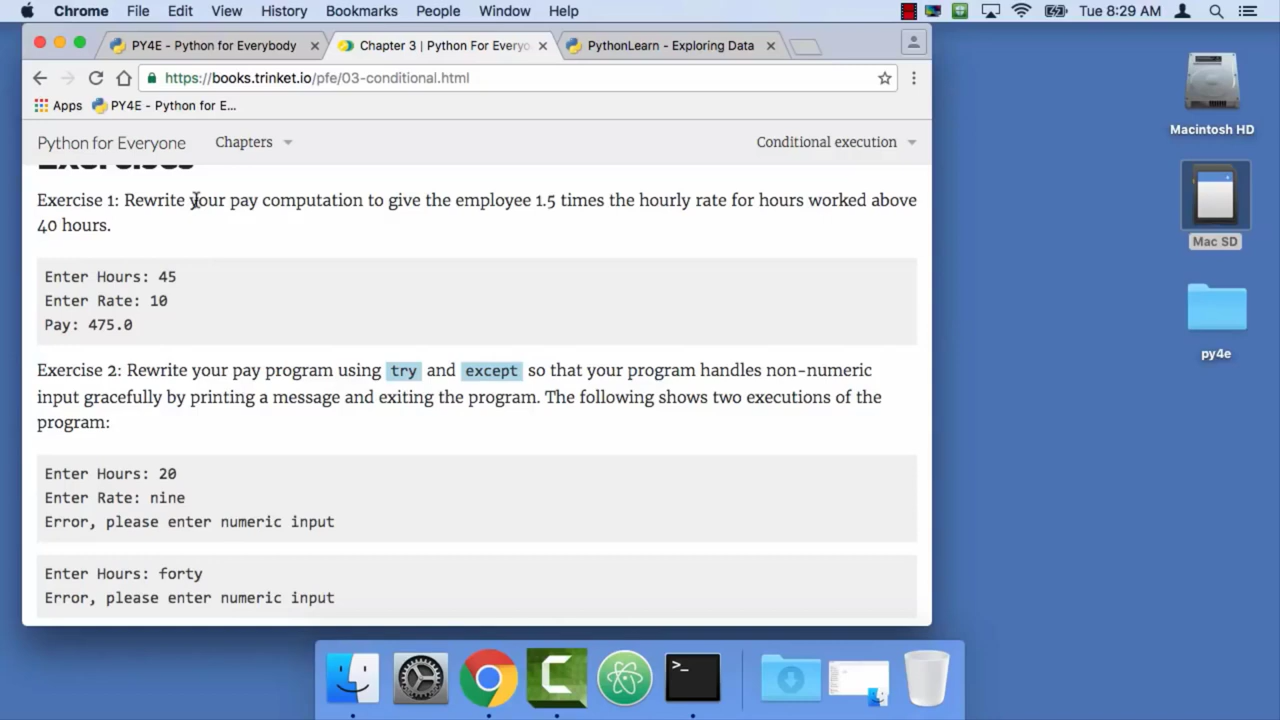 Chrome File Edit View History Bookmarks People Window Help Tue 8:29 AM
PY4E - Python for Everybody
Chapter 3 | Python For Everyo
PythonLearn - Exploring Data
https://books.trinket.io/pfe/03-conditional.html
Apps PY4E - Python for E...
Python for Everyone Chapters Conditional execution
Exercises
Exercise 1: Rewrite your pay computation to give the employee 1.5 times the hourly rate for hours worked above
40 hours.
Enter Hours: 45
Enter Rate: 10
Pay: 475.0
Exercise 2: Rewrite your pay program using try and except so that your program handles non-numeric
input gracefully by printing a message and exiting the program. The following shows two executions of the
program:
Enter Hours: 20
Enter Rate: nine
Error, please enter numeric input
Enter Hours: forty
Error, please enter numeric input
Macintosh HD
Mac SD
py4e
>_